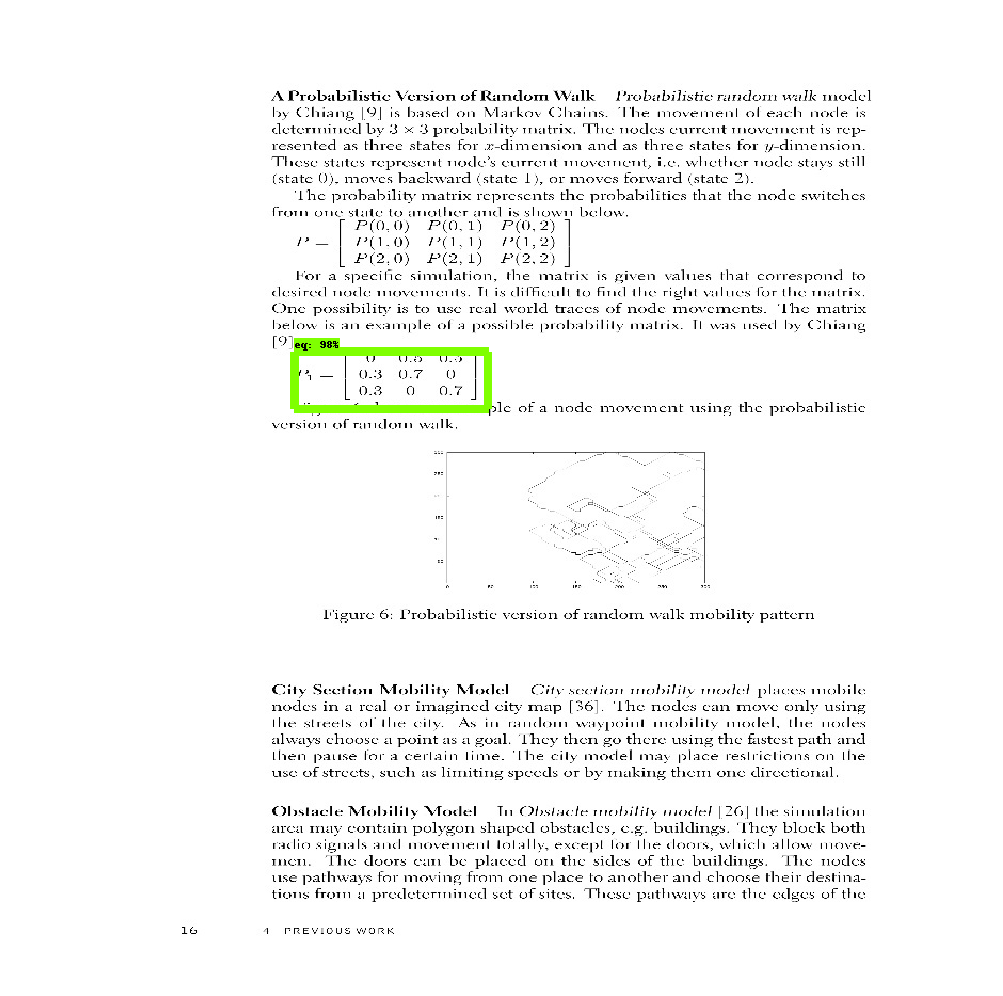 A Probabilistic Version of Random Walk Probabilistic random walk model
by Chiang [9] is based on Markov Chains. The movement of each node is
determined by 3 × 3 probability matrix. The nodes current movement is rep-
resented as three states for x-dimension and as three states for y-dimension.
These states represent node's current movement, i.e. whether node stays still
(state 0), moves backward (state 1), or moves forward (state 2).
The probability matrix represents the probabilities that the node switches
from one state to another and is shown below.
P(0, 0) P(0, 1) P(0, 2)
P = P(1, 0) P(1, 1) P(1, 2)
P(2, 0) P(2, 1) P(2, 2)
For a specific simulation, the matrix is given values that correspond to
desired node movements. It is difficult to find the right values for the matrix.
One possibility is to use real world traces of node movements. The matrix
below is an example of a possible probability matrix. It was used by Chiang
[9]
eq: 98%
0 0.5 0.5
P1 = 0.3 0.7 0
0.3 0 0.7
ple of a node movement using the probabilistic
version of random walk.
0 50 100 150 200 250 300
Figure 6: Probabilistic version of random walk mobility pattern
City Section Mobility Model City section mobility model places mobile
nodes in a real or imagined city map [36]. The nodes can move only using
the streets of the city. As in random waypoint mobility model, the nodes
always choose a point as a goal. They then go there using the fastest path and
then pause for a certain time. The city model may place restrictions on the
use of streets, such as limiting speeds or by making them one directional.
Obstacle Mobility Model In Obstacle mobility model [26] the simulation
area may contain polygon shaped obstacles, e.g. buildings. They block both
radio signals and movement totally, except for the doors, which allow move-
men. The doors can be placed on the sides of the buildings. The nodes
use pathways for moving from one place to another and choose their destina-
tions from a predetermined set of sites. These pathways are the edges of the
16 4 PREVIOUS WORK